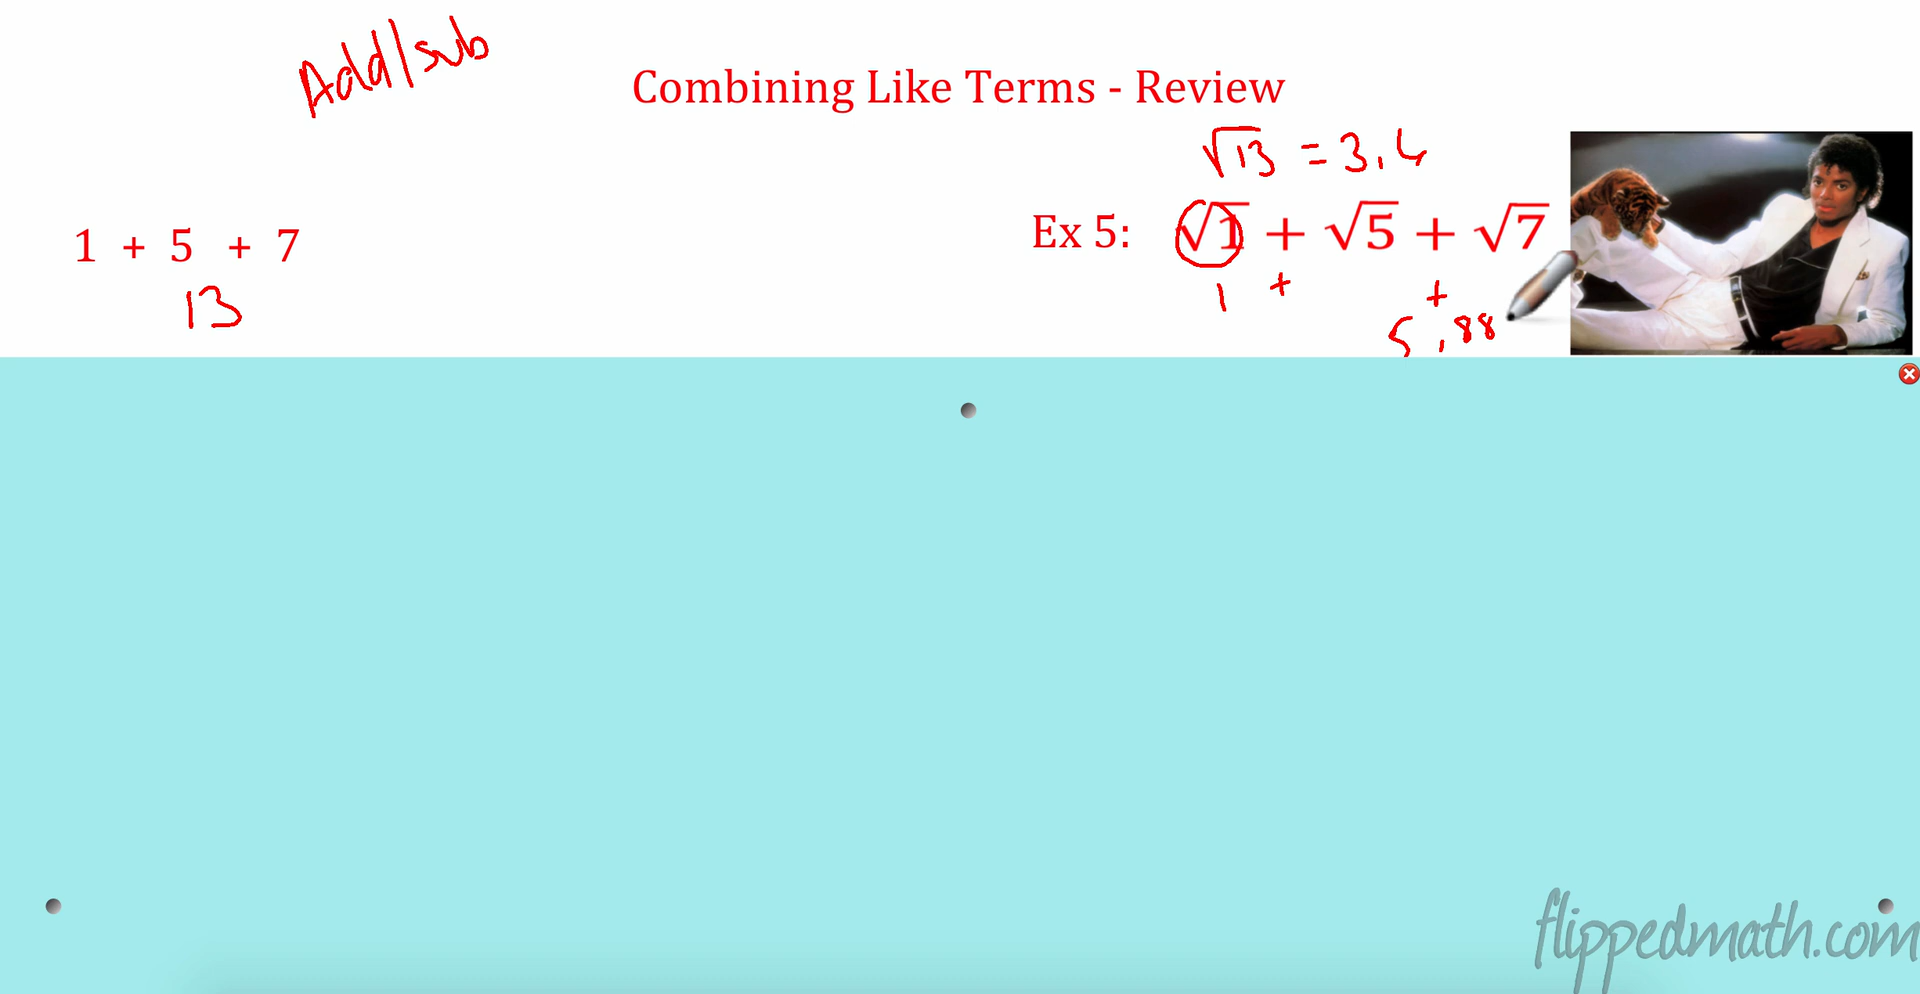 Add/sub
Combining Like Terms - Review
√13 = 3.6
1 + 5 + 7
13
Ex 5: √1 + √5 + √7
1 + +
5.88
flippedmath.com